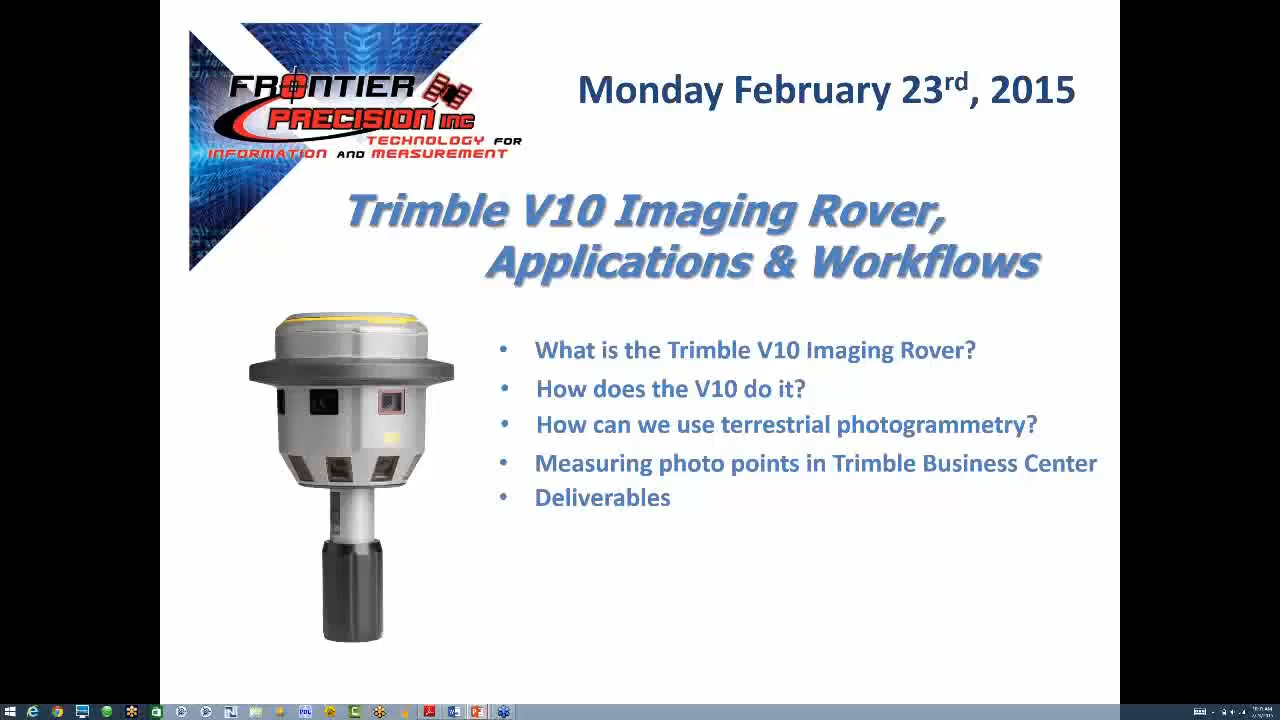 FRONTIER
PRECISION INC
TECHNOLOGY FOR
INFORMATION AND MEASUREMENT
Monday February 23rd, 2015
Trimble V10 Imaging Rover,
Applications & Workflows
• What is the Trimble V10 Imaging Rover?
• How does the V10 do it?
• How can we use terrestrial photogrammetry?
• Measuring photo points in Trimble Business Center
• Deliverables